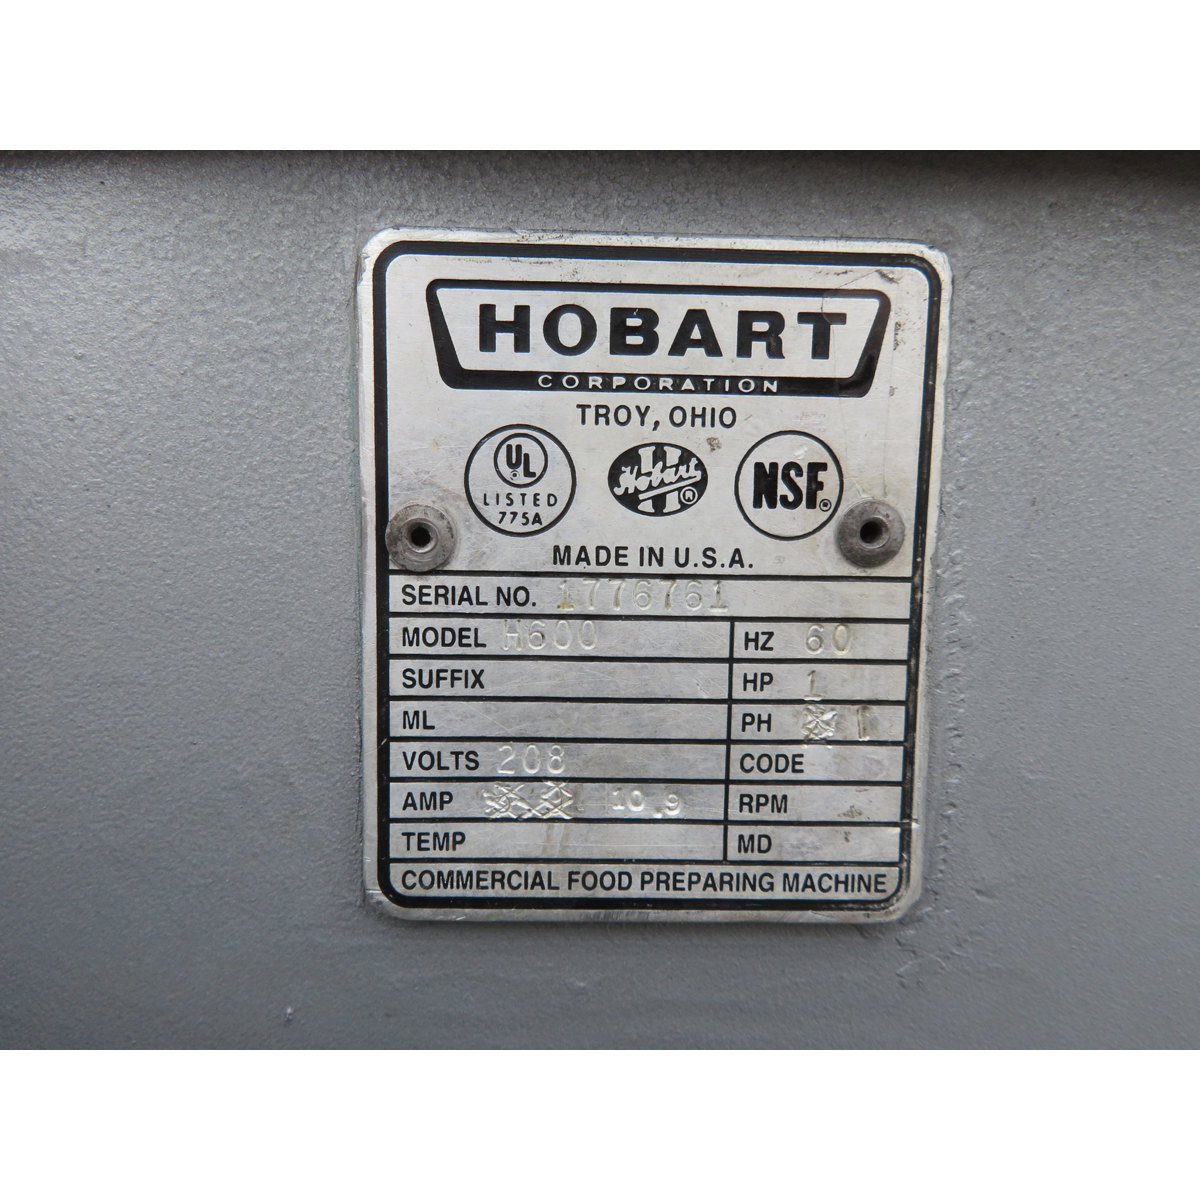 HOBART
CORPORATION
TROY, OHIO
UL
LISTED
775A
Hobart ®
NSF®
MADE IN U.S.A.
SERIAL NO. 1776761
MODEL H600 HZ 60
SUFFIX HP 1
ML PH 1
VOLTS 208 CODE
AMP 10.9 RPM
TEMP MD
COMMERCIAL FOOD PREPARING MACHINE